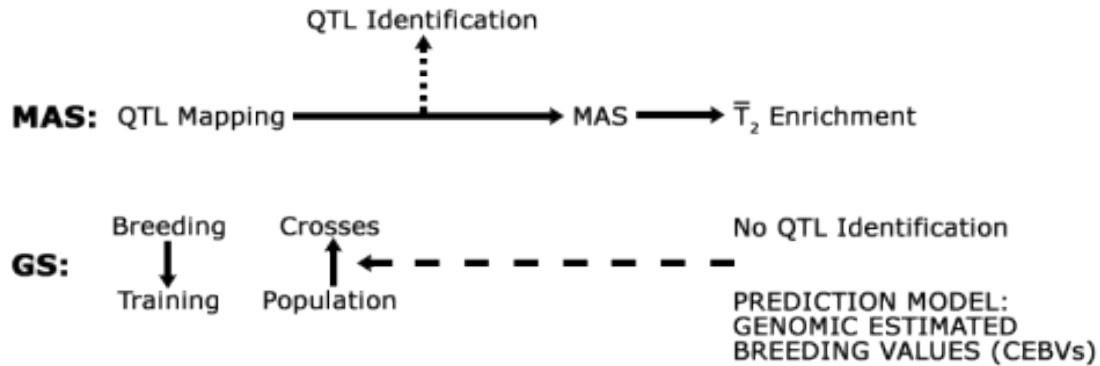 QTL Identification
MAS: QTL Mapping MAS T̿₂ Enrichment
Breeding Crosses No QTL Identification
GS:
Training Population PREDICTION MODEL:
GENOMIC ESTIMATED
BREEDING VALUES (CEBVs)